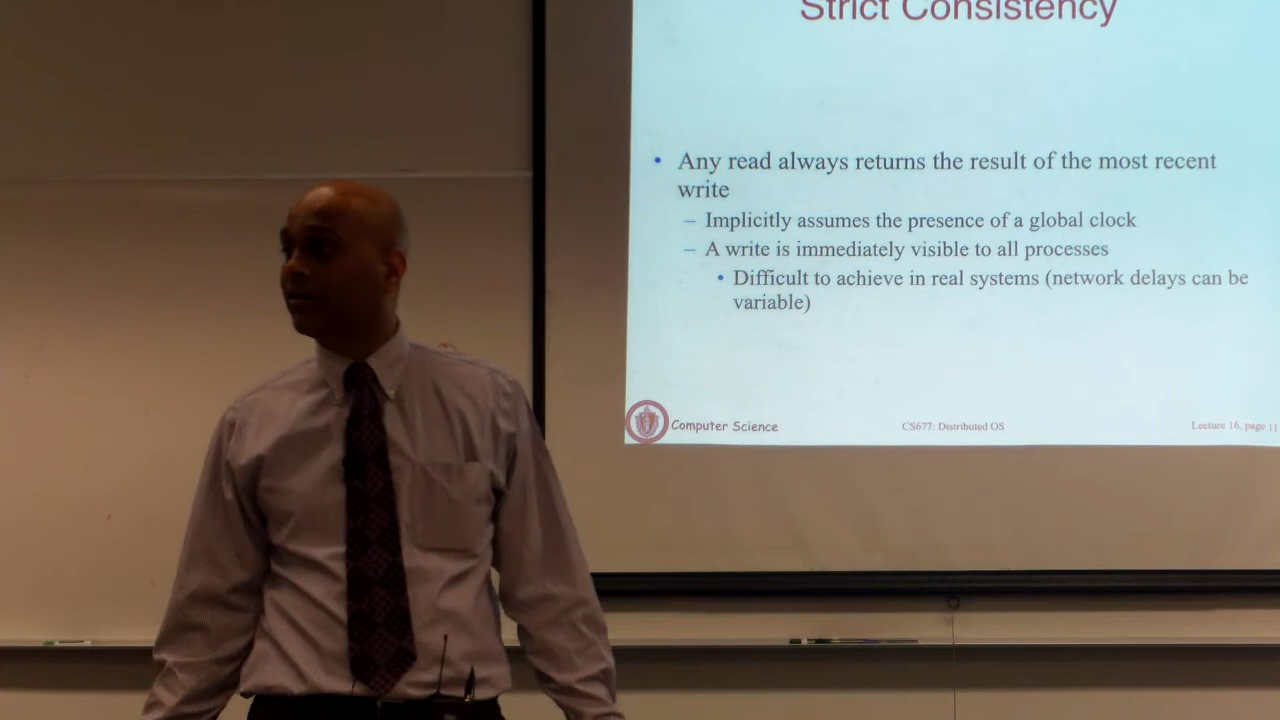 Strict Consistency
• Any read always returns the result of the most recent
write
– Implicitly assumes the presence of a global clock
– A write is immediately visible to all processes
• Difficult to achieve in real systems (network delays can be
variable)
Computer Science
CS677: Distributed OS
Lecture 16, page 11